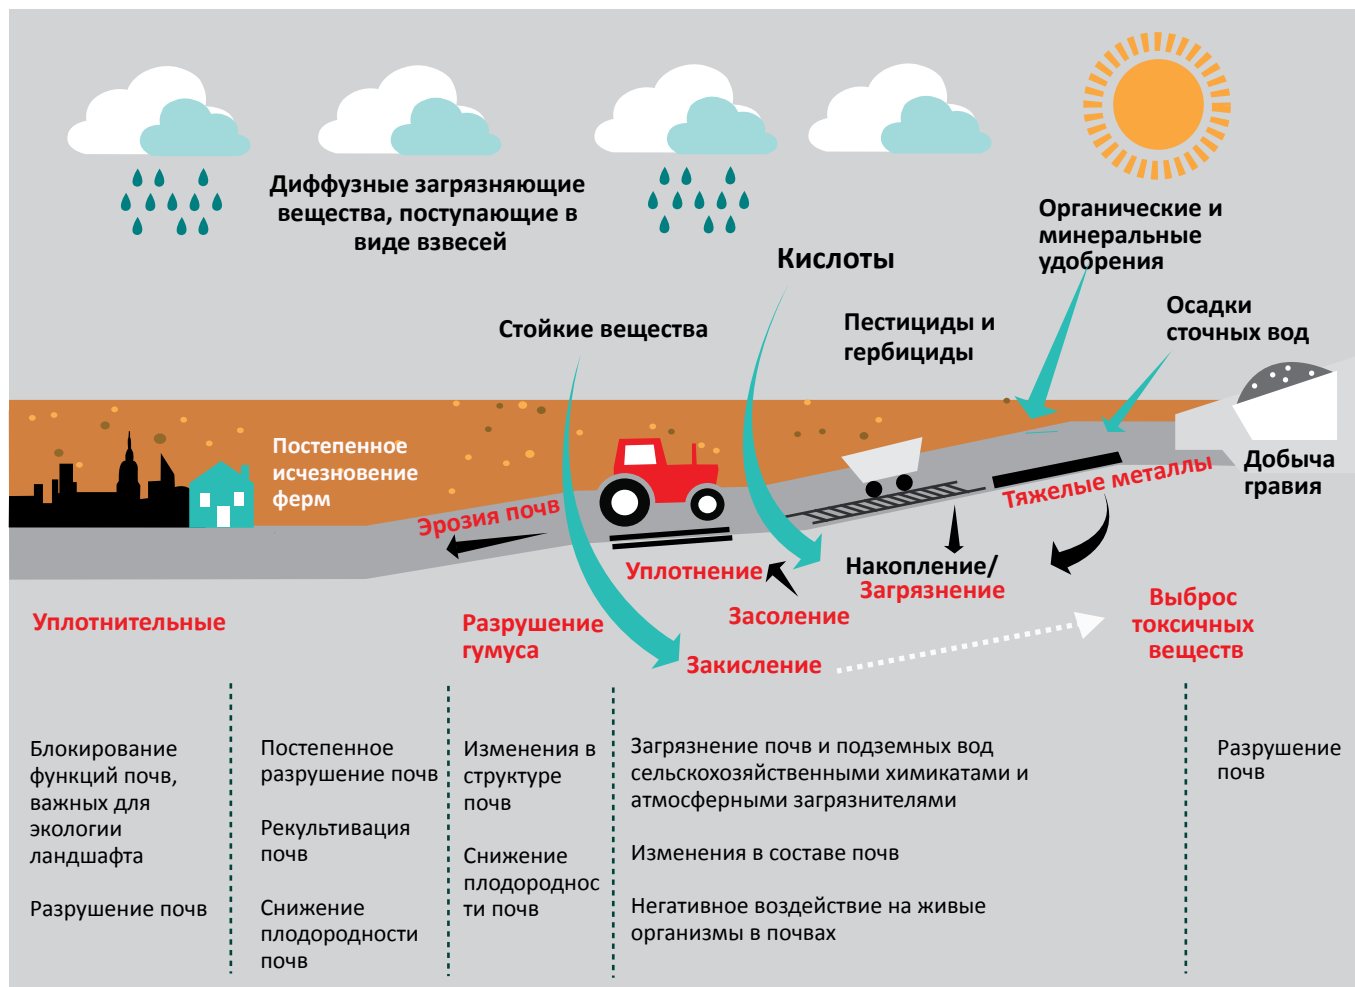 Диффузные загрязняющие
вещества, поступающие в
виде взвесей
Органические и
минеральные
удобрения
Кислоты
Осадки
сточных вод
Стойкие вещества
Пестициды и
гербициды
Постепенное
исчезновение
ферм
Добыча
гравия
Тяжелые металлы
Эрозия почв
Уплотнение
Накопление/
Загрязнение
Засоление
Уплотнительные
Разрушение
гумуса
Закисление
Выброс
токсичных
веществ
Блокирование
функций почв,
важных для
экологии
ландшафта
Разрушение почв
Постепенное
разрушение почв
Рекультивация
почв
Снижение
плодородности
почв
Изменения в
структуре
почв
Снижение
плодороднос
ти почв
Загрязнение почв и подземных вод
сельскохозяйственными химикатами и
атмосферными загрязнителями
Изменения в составе почв
Негативное воздействие на живые
организмы в почвах
Разрушение
почв